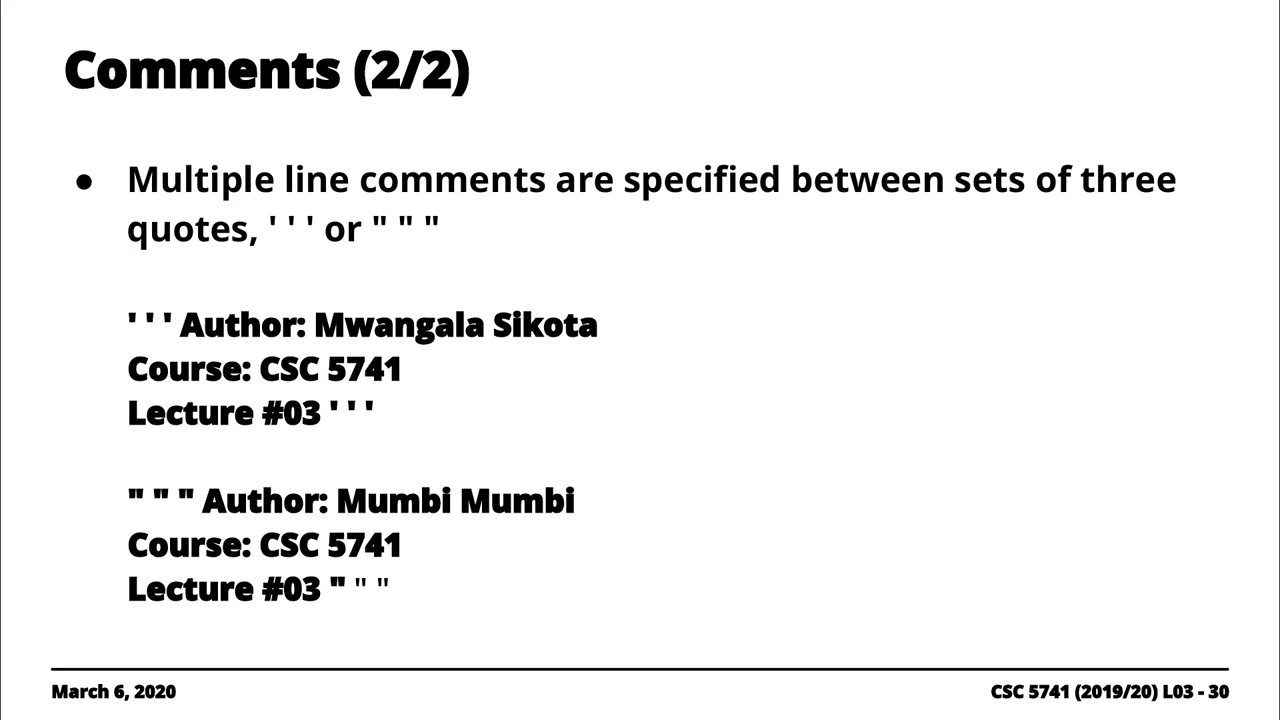 Comments (2/2)
● Multiple line comments are specified between sets of three
quotes, ' ' ' or " " "
' ' ' Author: Mwangala Sikota
Course: CSC 5741
Lecture #03 ' ' '
" " " Author: Mumbi Mumbi
Course: CSC 5741
Lecture #03 " " "
March 6, 2020
CSC 5741 (2019/20) L03 - 30